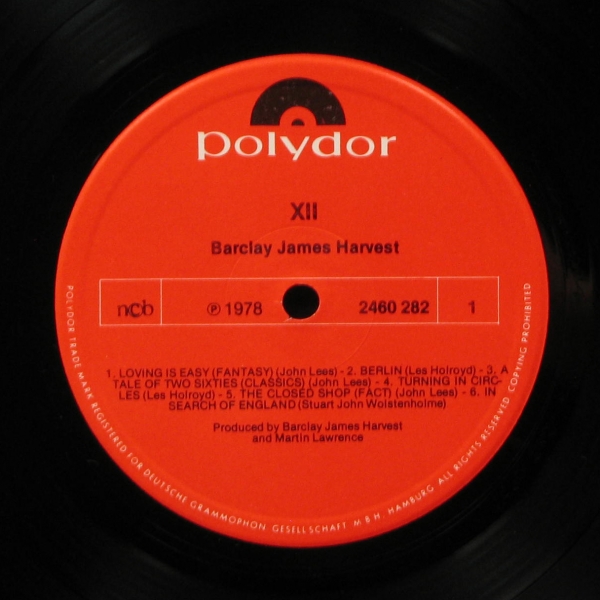 polydor
XII
Barclay James Harvest
ncb ℗ 1978 2460 282 1
1. LOVING IS EASY (FANTASY) (John Lees) - 2. BERLIN (Les Holroyd) - 3. A
TALE OF TWO SIXTIES (CLASSICS) (John Lees) - 4. TURNING IN CIRC-
LES (Les Holroyd) - 5. THE CLOSED SHOP (FACT) (John Lees) - 6. IN
SEARCH OF ENGLAND (Stuart John Wolstenholme)
Produced by Barclay James Harvest
and Martin Lawrence
POLYDOR TRADE MARK REGISTERED FOR DEUTSCHE GRAMMOPHON GESELLSCHAFT M B H. HAMBURG ALL RIGHTS RESERVED COPYING PROHIBITED